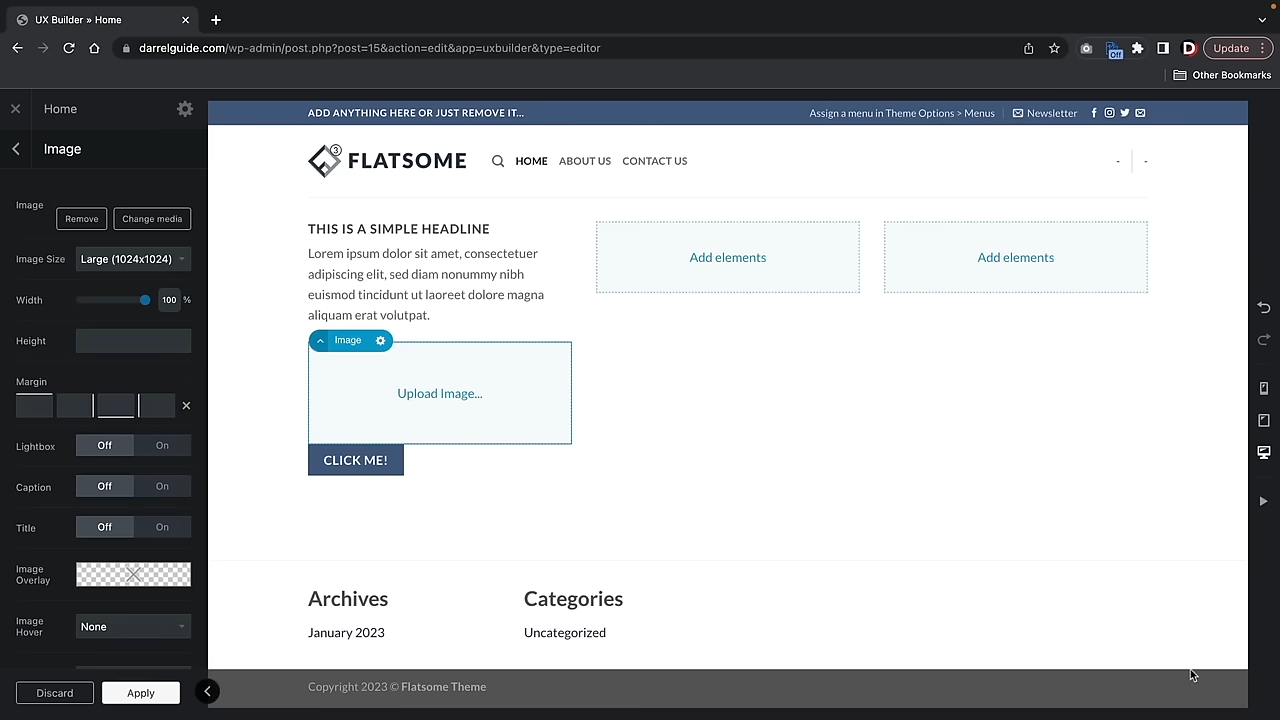 UX Builder » Home
darrelguide.com/wp-admin/post.php?post=15&action=edit&app=uxbuilder&type=editor
Off
D
Update
Other Bookmarks
Home
Image
Image
Remove
Change media
Image Size
Large (1024x1024)
Width
100
%
Height
Margin
Lightbox
Off
On
Caption
Off
On
Title
Off
On
Image
Overlay
Image
Hover
None
Discard
Apply
ADD ANYTHING HERE OR JUST REMOVE IT...
Assign a menu in Theme Options > Menus
Newsletter
3
FLATSOME
HOME
ABOUT US
CONTACT US
-
-
THIS IS A SIMPLE HEADLINE
Lorem ipsum dolor sit amet, consectetuer
adipiscing elit, sed diam nonummy nibh
euismod tincidunt ut laoreet dolore magna
aliquam erat volutpat.
Image
Upload Image...
CLICK ME!
Add elements
Add elements
Archives
January 2023
Categories
Uncategorized
Copyright 2023 © Flatsome Theme